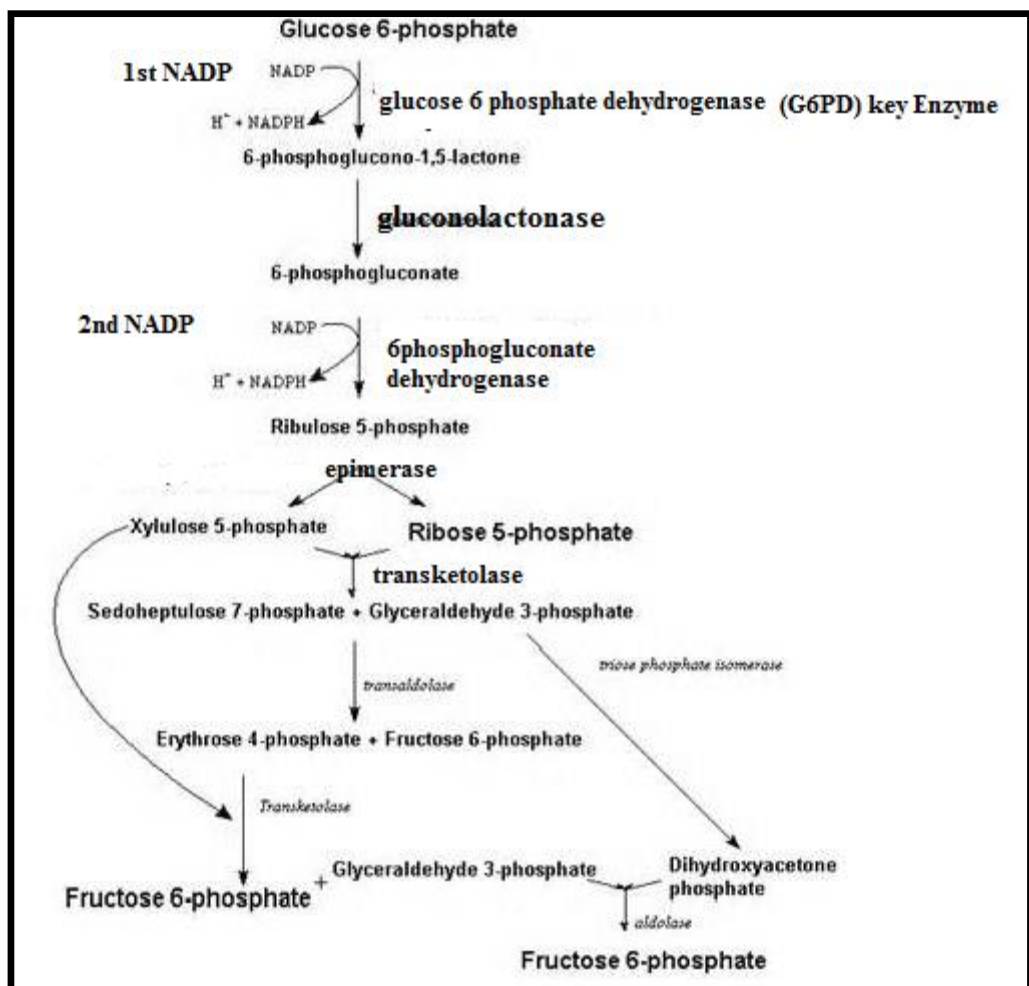 Glucose 6-phosphate
1st NADP
NADP
glucose 6 phosphate dehydrogenase (G6PD) key Enzyme
H+ + NADPH
6-phosphoglucono-1,5-lactone
gluconolactonase
6-phosphogluconate
2nd NADP
NADP
6phosphogluconate
dehydrogenase
H+ + NADPH
Ribulose 5-phosphate
epimerase
Xylulose 5-phosphate
Ribose 5-phosphate
transketolase
Sedoheptulose 7-phosphate + Glyceraldehyde 3-phosphate
triose phosphate isomerase
transaldolase
Erythrose 4-phosphate + Fructose 6-phosphate
Transketolase
Fructose 6-phosphate + Glyceraldehyde 3-phosphate
Dihydroxyacetone
phosphate
aldolase
Fructose 6-phosphate